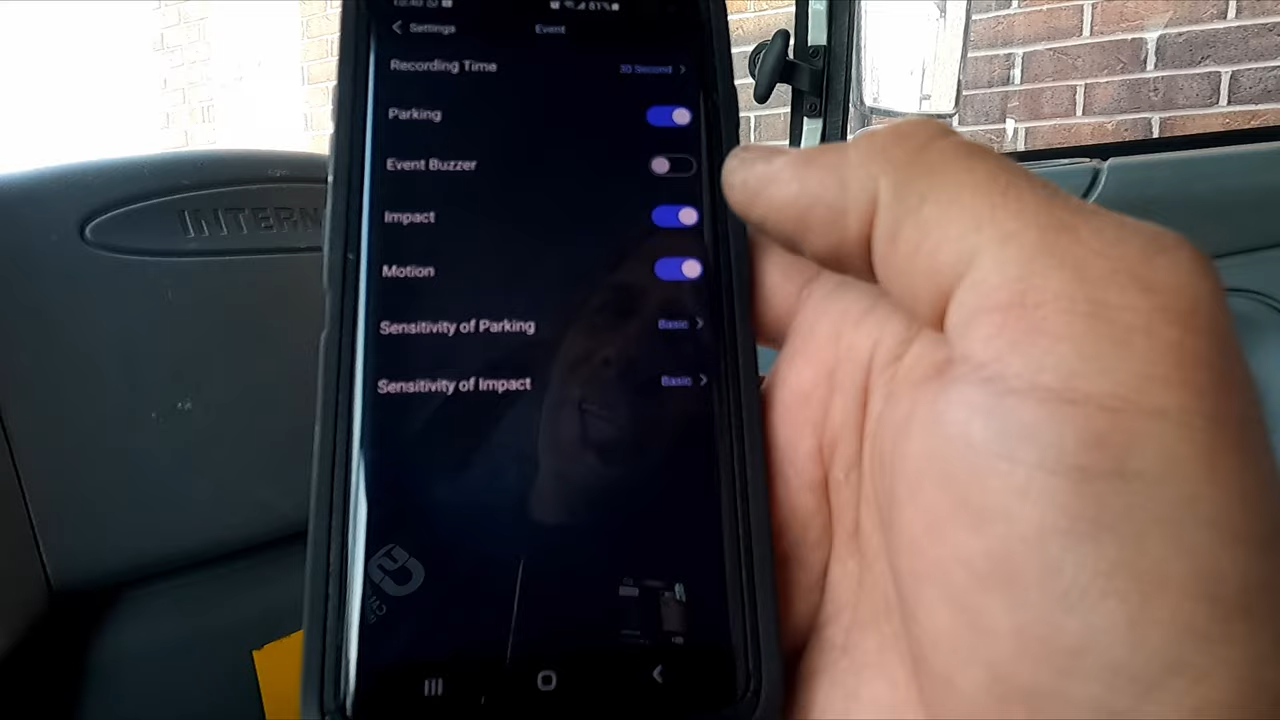 81%
Settings
Event
Recording Time
30 Second
Parking
Event Buzzer
Impact
INTERN
Motion
Sensitivity of Parking
Basic
Sensitivity of Impact
Basic